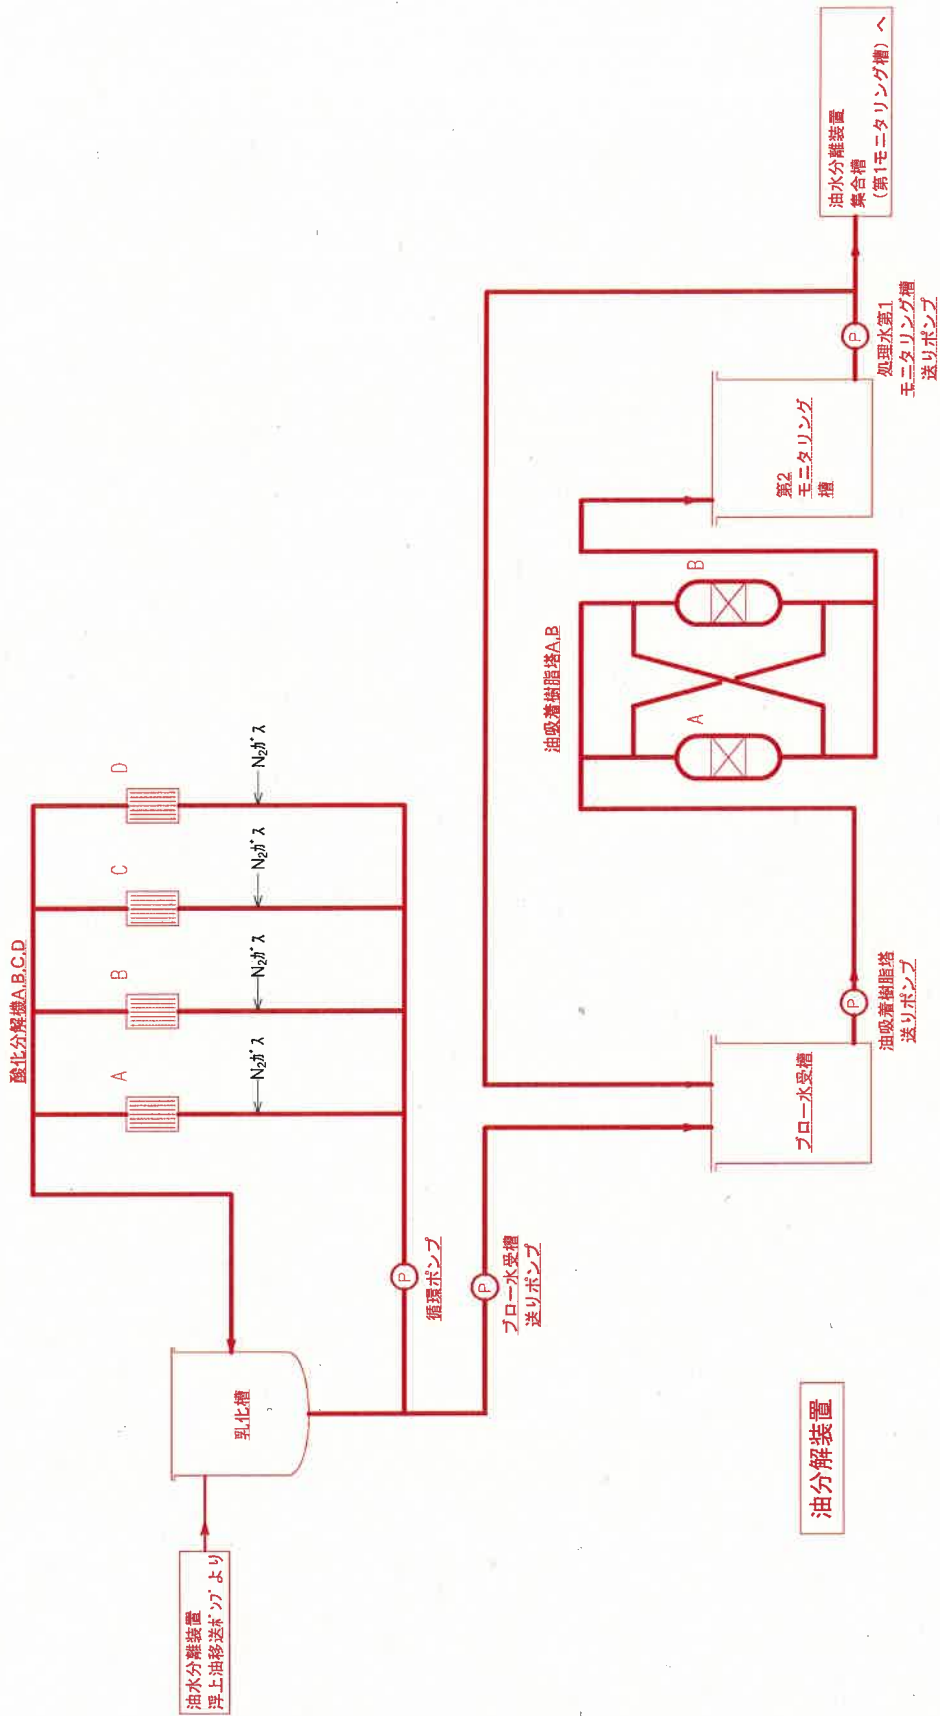 油水分離装置
浮上油移送ポンプより
乳化槽
酸化分解機A,B,C,D
A
B
C
D
N₂ガス
N₂ガス
N₂ガス
N₂ガス
P
循環ポンプ
P
ブロー水受槽
送りポンプ
ブロー水受槽
P
油吸着樹脂塔
送りポンプ
油吸着樹脂塔A,B
A
B
第2
モニタリング
槽
P
処理水第1
モニタリング槽
送りポンプ
油水分離装置
集合槽
(第1モニタリング槽) へ
油分解装置